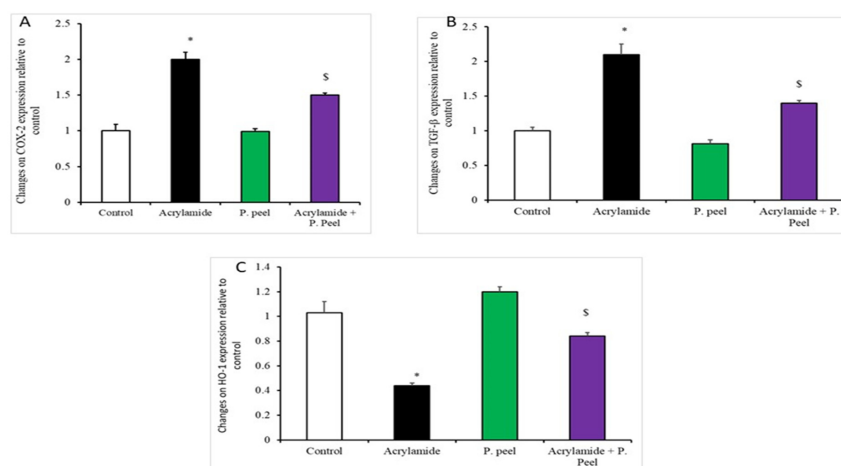 A
Changes on COX-2 expression relative to
control
2.5
2
1.5
1
0.5
0
*
$
Control
Acrylamide
P. peel
Acrylamide +
P. Peel
B
Changes on TGF-β expression relative to
control
2.5
2
1.5
1
0.5
0
*
$
Control
Acrylamide
P. peel
Acrylamide + P.
Peel
C
Changes on HO-1 expression relative to
control
1.4
1.2
1
0.8
0.6
0.4
0.2
0
*
$
Control
Acrylamide
P. peel
Acrylamide + P.
Peel